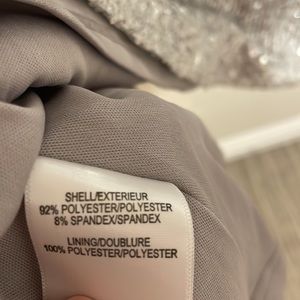 SHELL/EXTERIEUR
92% POLYESTER/POLYESTER
8% SPANDEX/SPANDEX
LINING/DOUBLURE
100% POLYESTER/POLYESTER